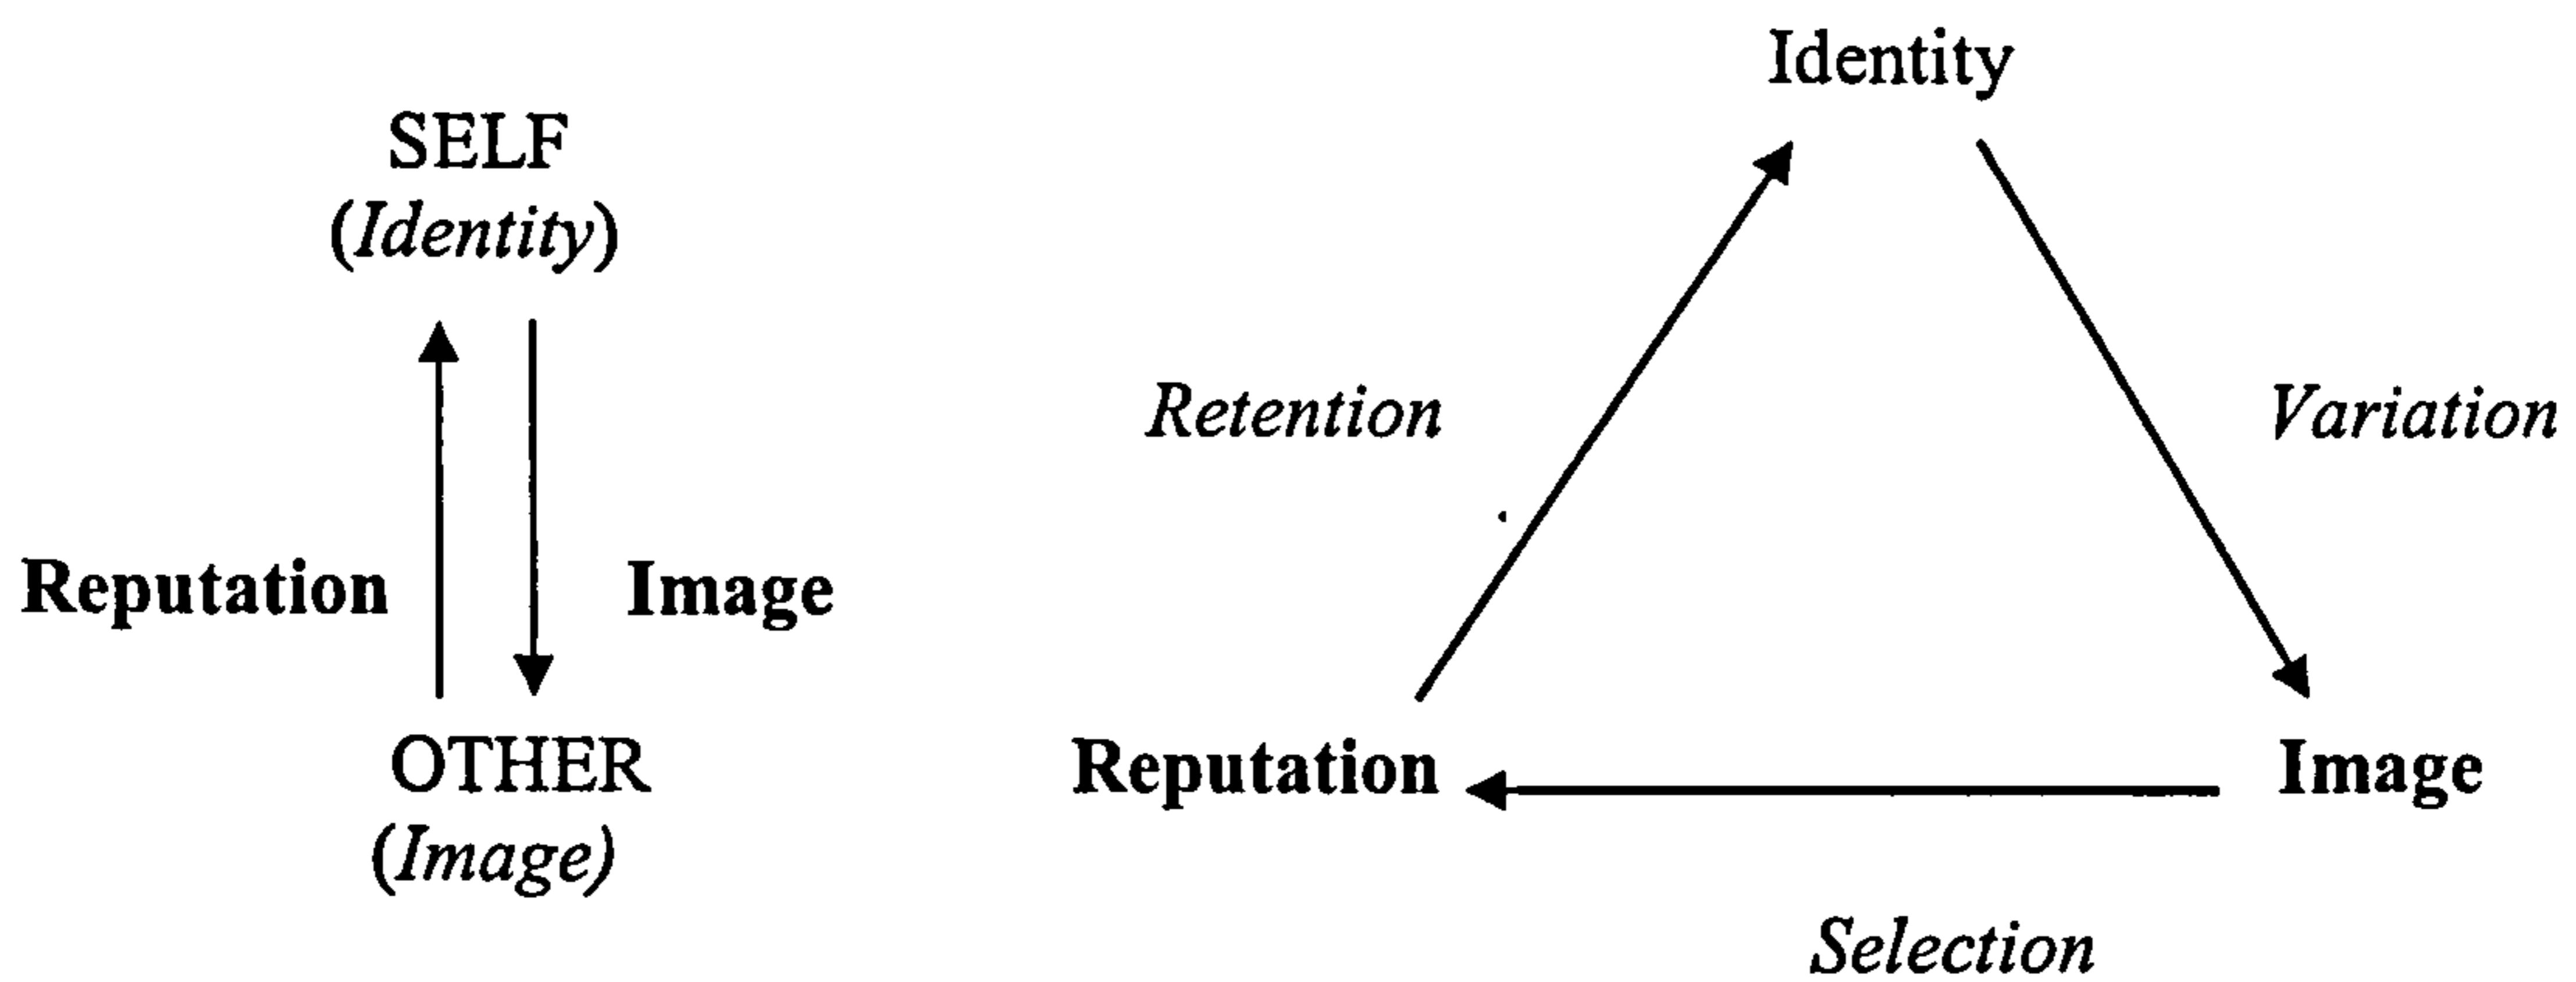 SELF
(Identity)
Reputation
Image
OTHER
(Image)
Identity
Retention
Variation
Reputation
Image
Selection